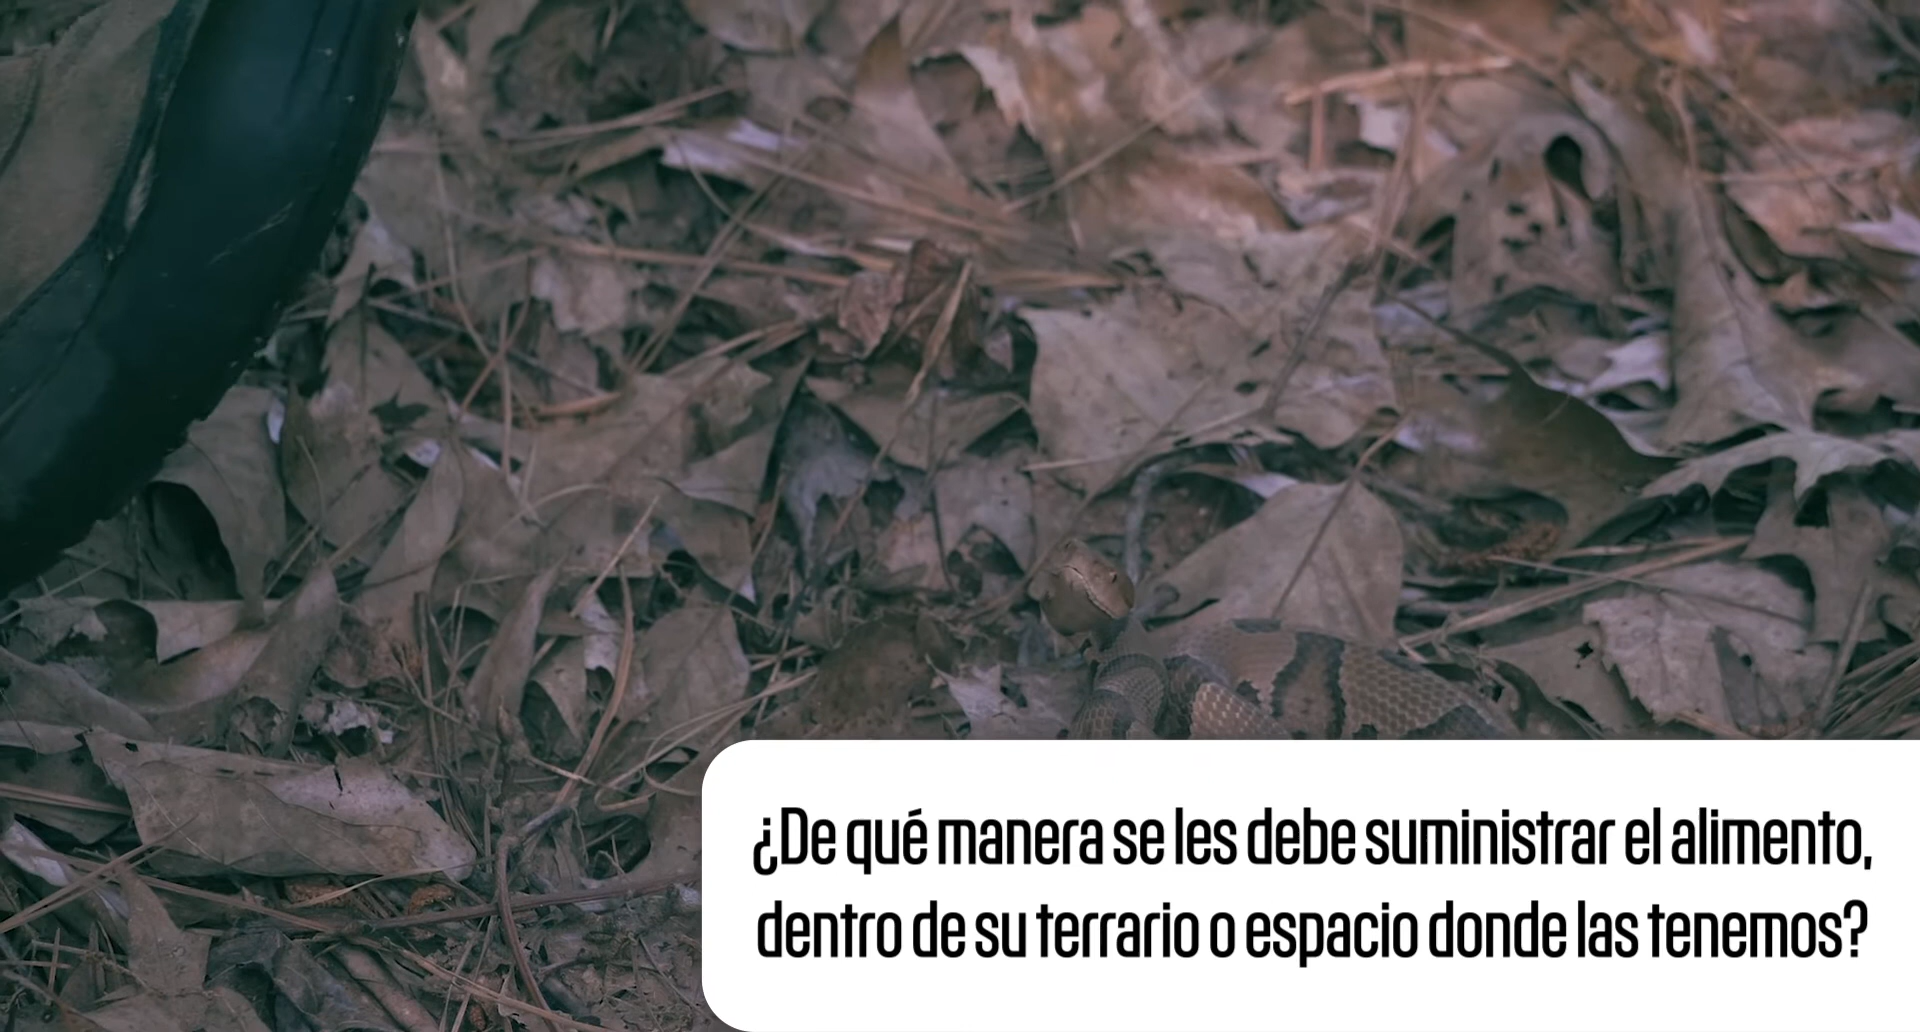 ¿De qué manera se les debe suministrar el alimento,
dentro de su terrario o espacio donde las tenemos?